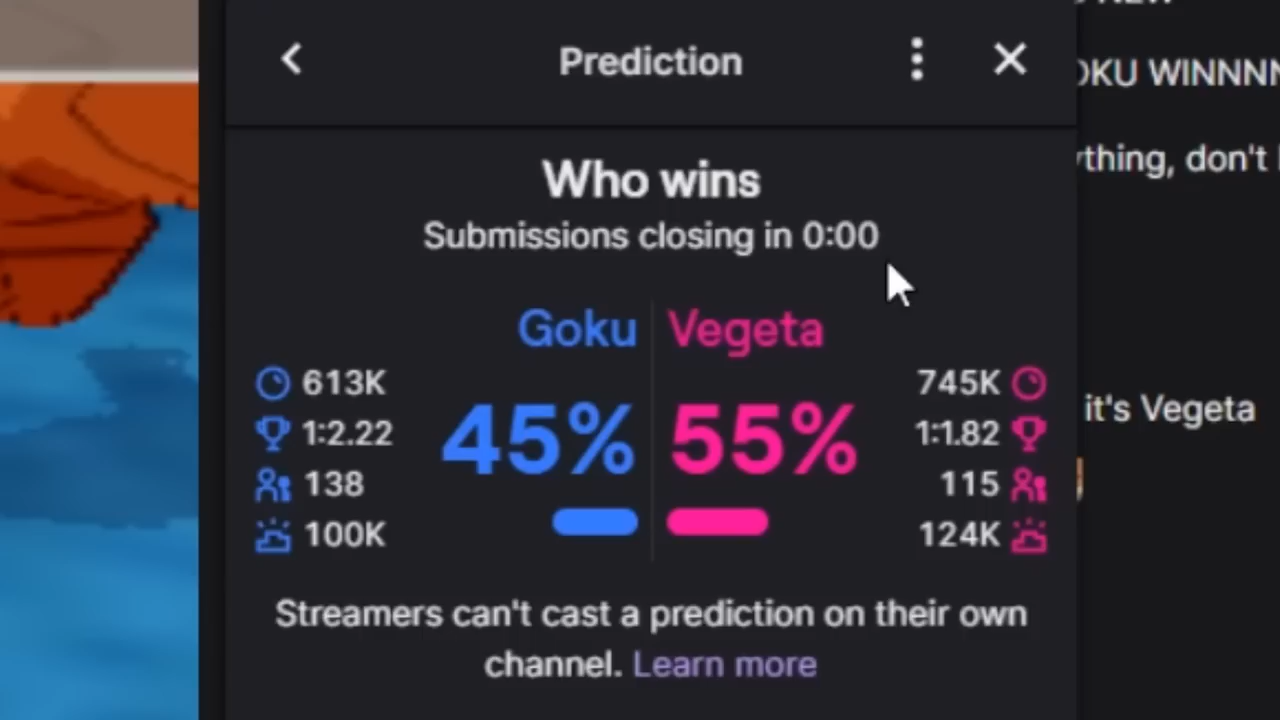 Prediction
OKU WINNNN
ything, don't
Who wins
Submissions closing in 0:00
Goku
Vegeta
613K
1:2.22
138
100K
45%
55%
745K
1:1.82
115
124K
it's Vegeta
Streamers can't cast a prediction on their own
channel. Learn more